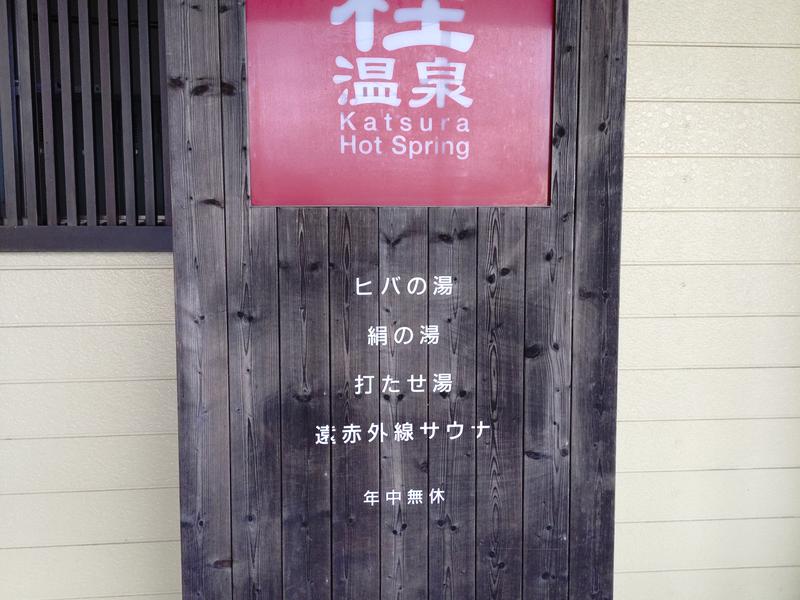 桂
温泉
Katsura
Hot Spring
ヒバの湯
絹の湯
打たせ湯
遠赤外線サウナ
年中無休